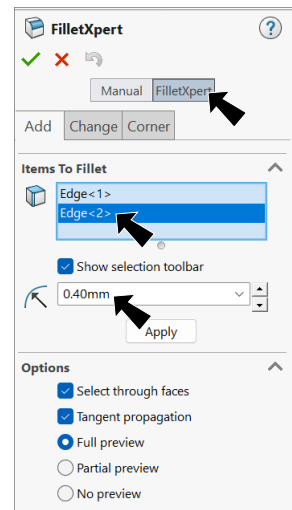 FilletXpert
?
Manual FilletXpert
Add Change Corner
Items To Fillet
Edge<1>
Edge<2>
Show selection toolbar
0.40mm
Apply
Options
Select through faces
Tangent propagation
Full preview
Partial preview
No preview